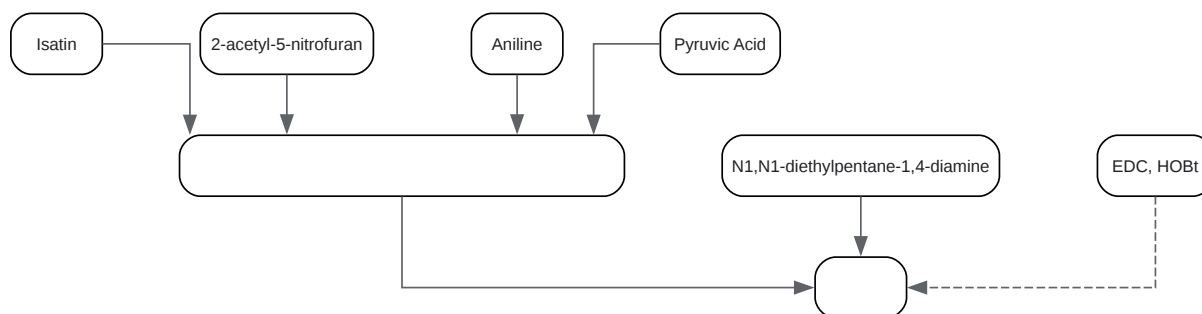 Isatin
2-acetyl-5-nitrofuran
Aniline
Pyruvic Acid
N1,N1-diethylpentane-1,4-diamine
EDC, HOBt